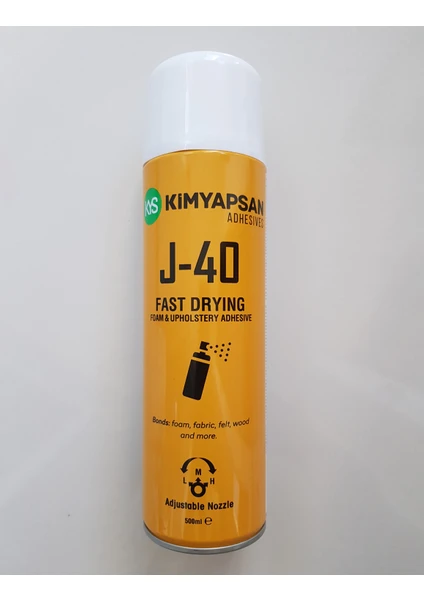 KS KiMYAPSAN
ADHESIVES
J-40
FAST DRYING
FOAM & UPHOLSTERY ADHESIVE
Bonds: foam, fabric, felt, wood
and more.
M
L H
Adjustable Nozzle
500ml ℮